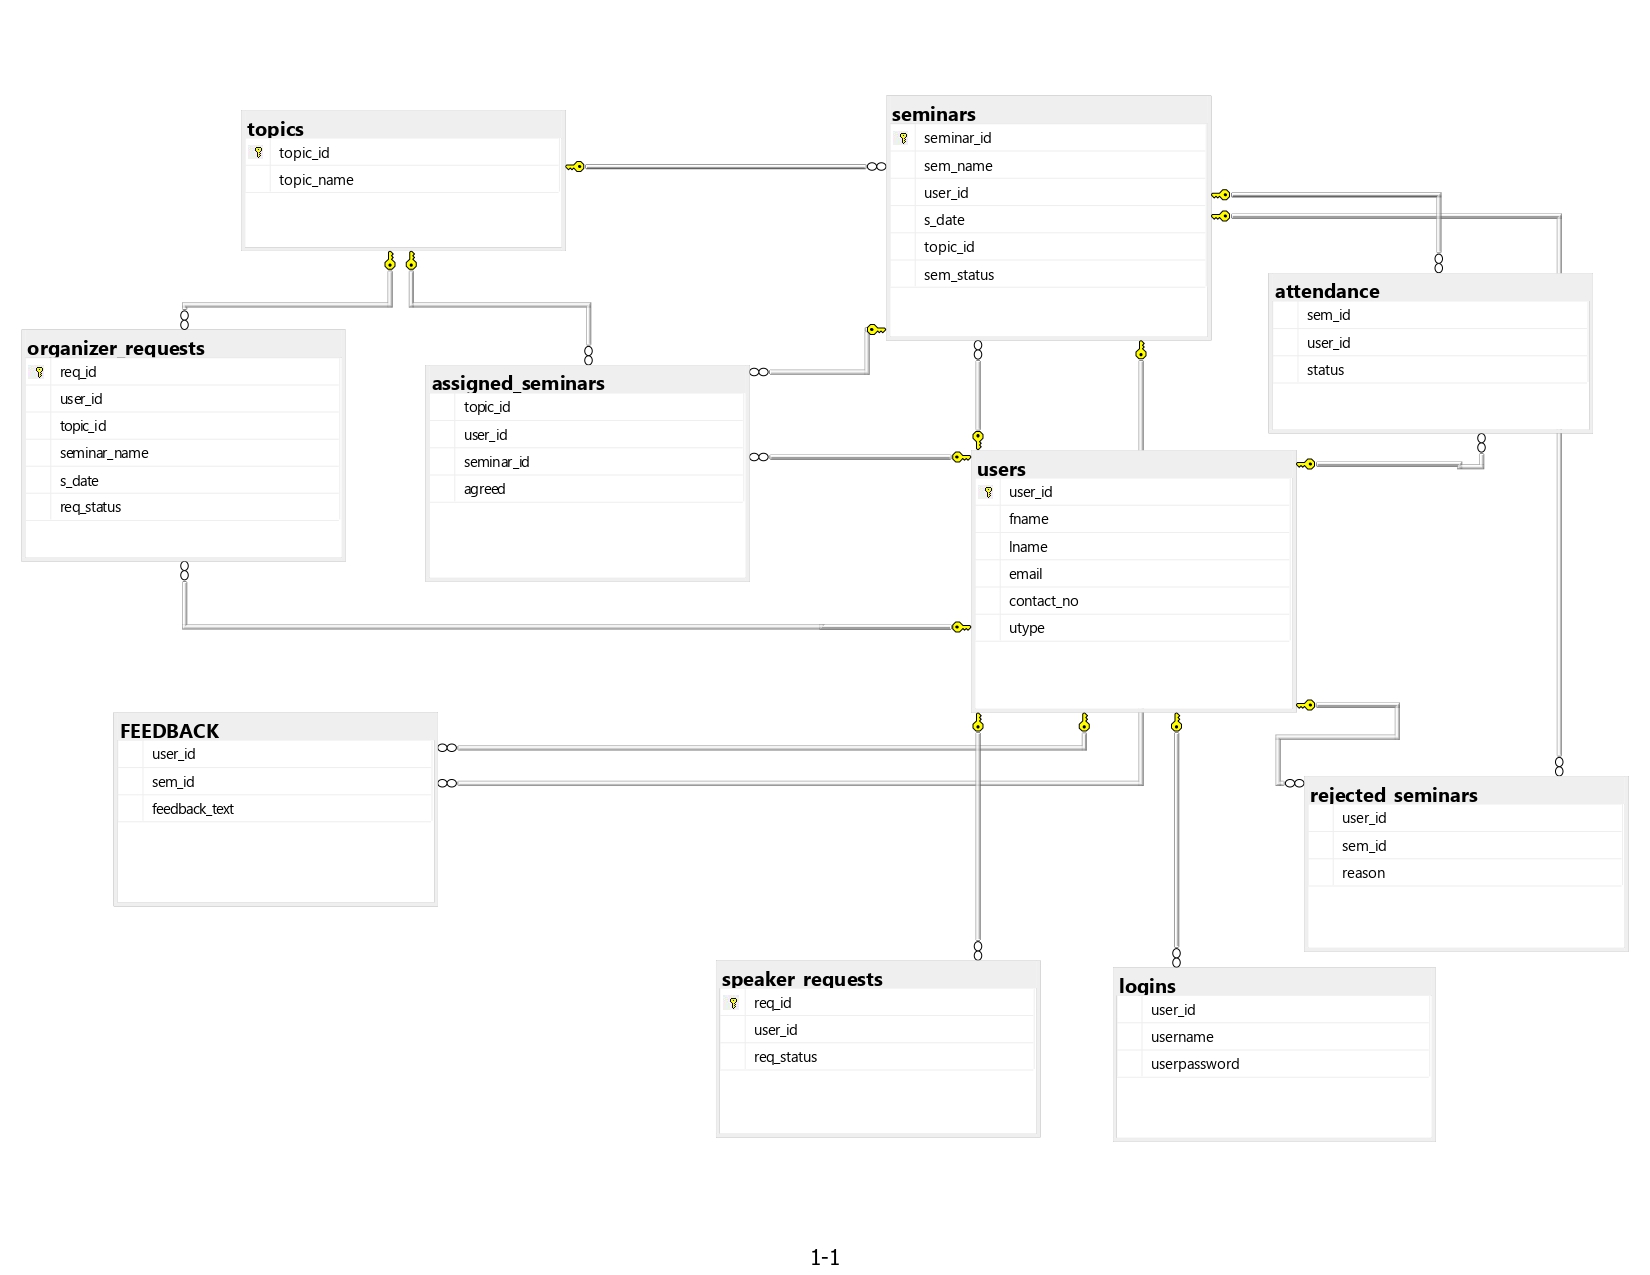 topics
topic_id
topic_name
seminars
seminar_id
sem_name
user_id
s_date
topic_id
sem_status
attendance
sem_id
user_id
status
organizer_requests
req_id
user_id
topic_id
seminar_name
s_date
req_status
assigned_seminars
topic_id
user_id
seminar_id
agreed
users
user_id
fname
lname
email
contact_no
utype
FEEDBACK
user_id
sem_id
feedback_text
rejected_seminars
user_id
sem_id
reason
speaker_requests
req_id
user_id
req_status
logins
user_id
username
userpassword
1-1